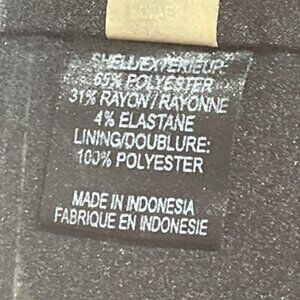 SHELL/EXTERIEUR:
65% POLYESTER
31% RAYON / RAYONNE
4% ELASTANE
LINING/DOUBLURE:
100% POLYESTER
MADE IN INDONESIA
FABRIQUE EN INDONESIE